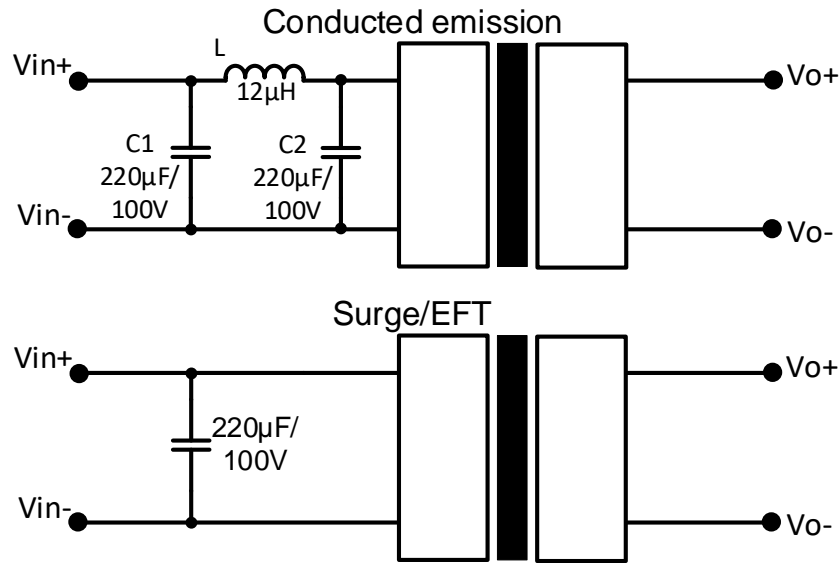 Conducted emission
Vin+
L
12µH
Vo+
C1
220µF/
100V
C2
220µF/
100V
Vin-
Vo-
Surge/EFT
Vin+
Vo+
220µF/
100V
Vin-
Vo-